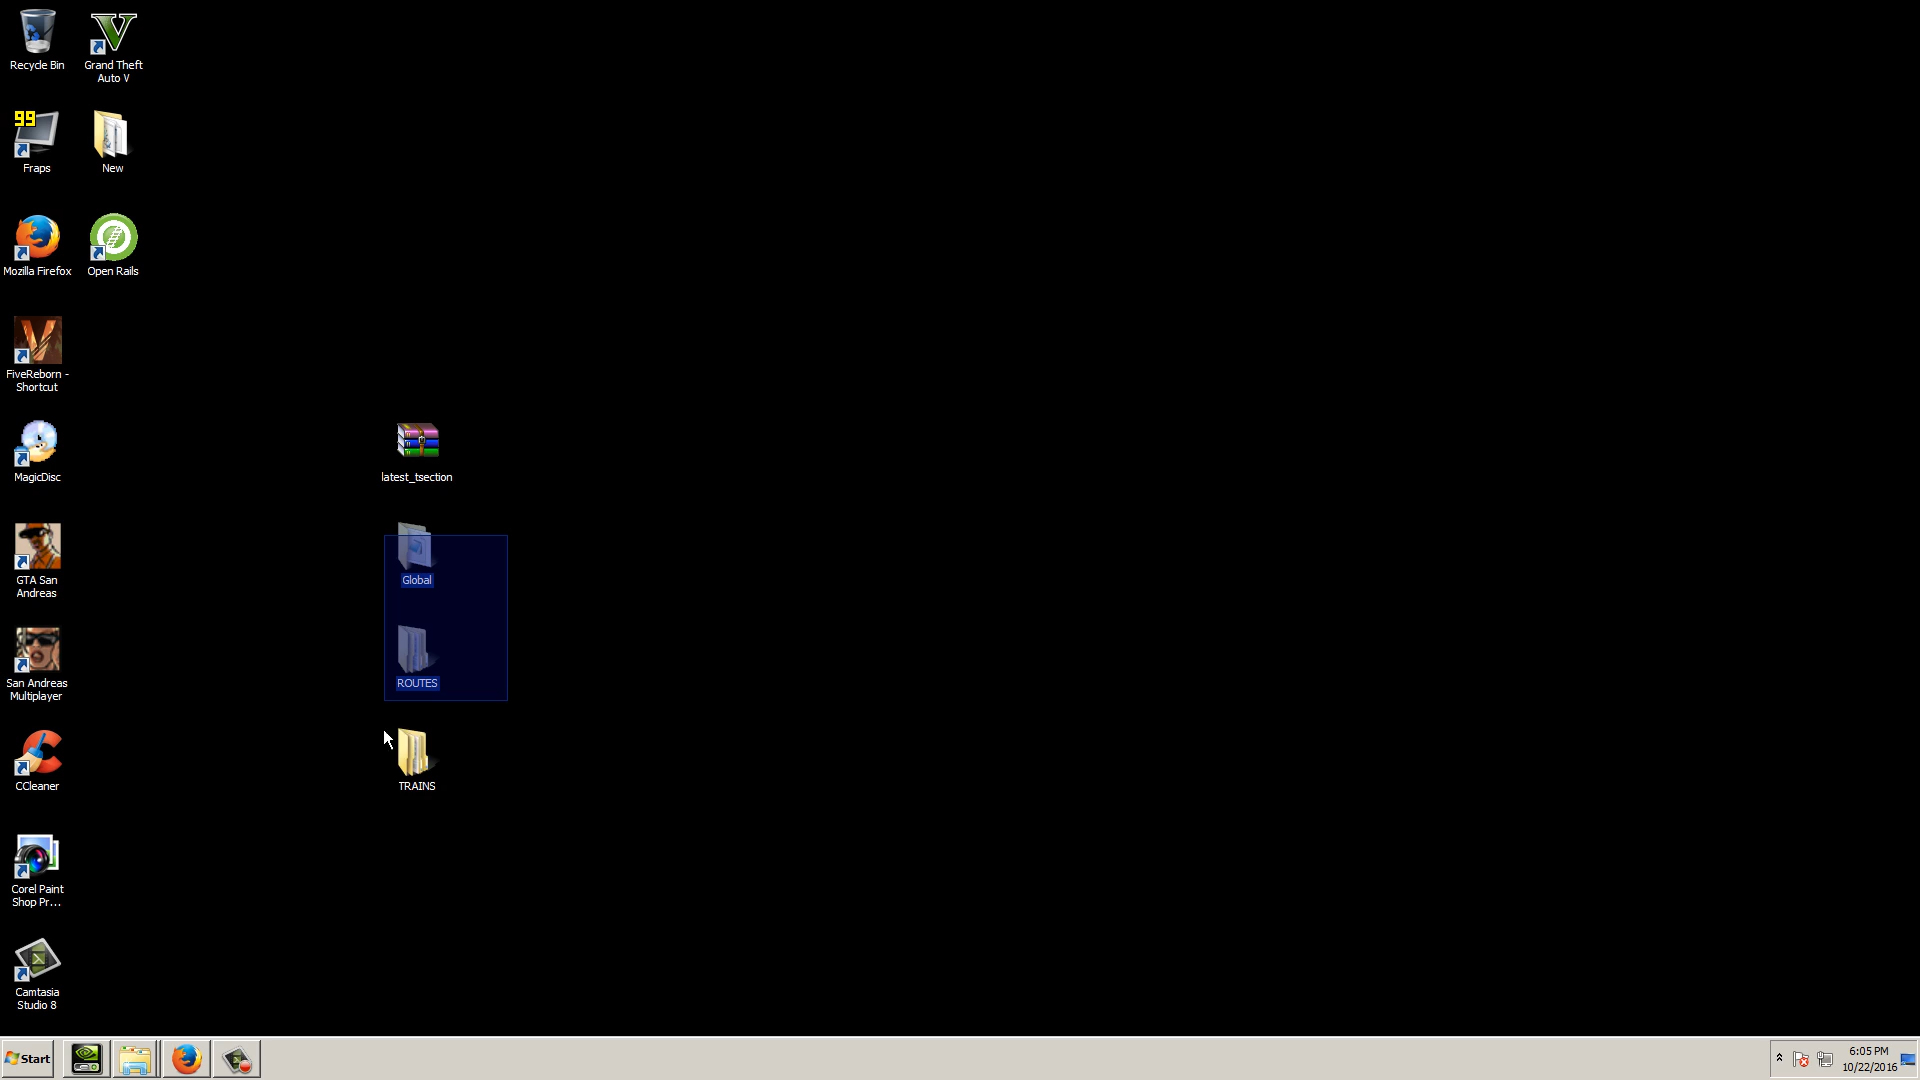 Recycle Bin
Grand Theft
Auto V
99
Fraps
New
Mozilla Firefox
Open Rails
FiveReborn -
Shortcut
MagicDisc
latest_tsection
GTA San
Andreas
Global
San Andreas
Multiplayer
ROUTES
CCleaner
TRAINS
Corel Paint
Shop Pr...
Camtasia
Studio 8
Start
6:05 PM
10/22/2016